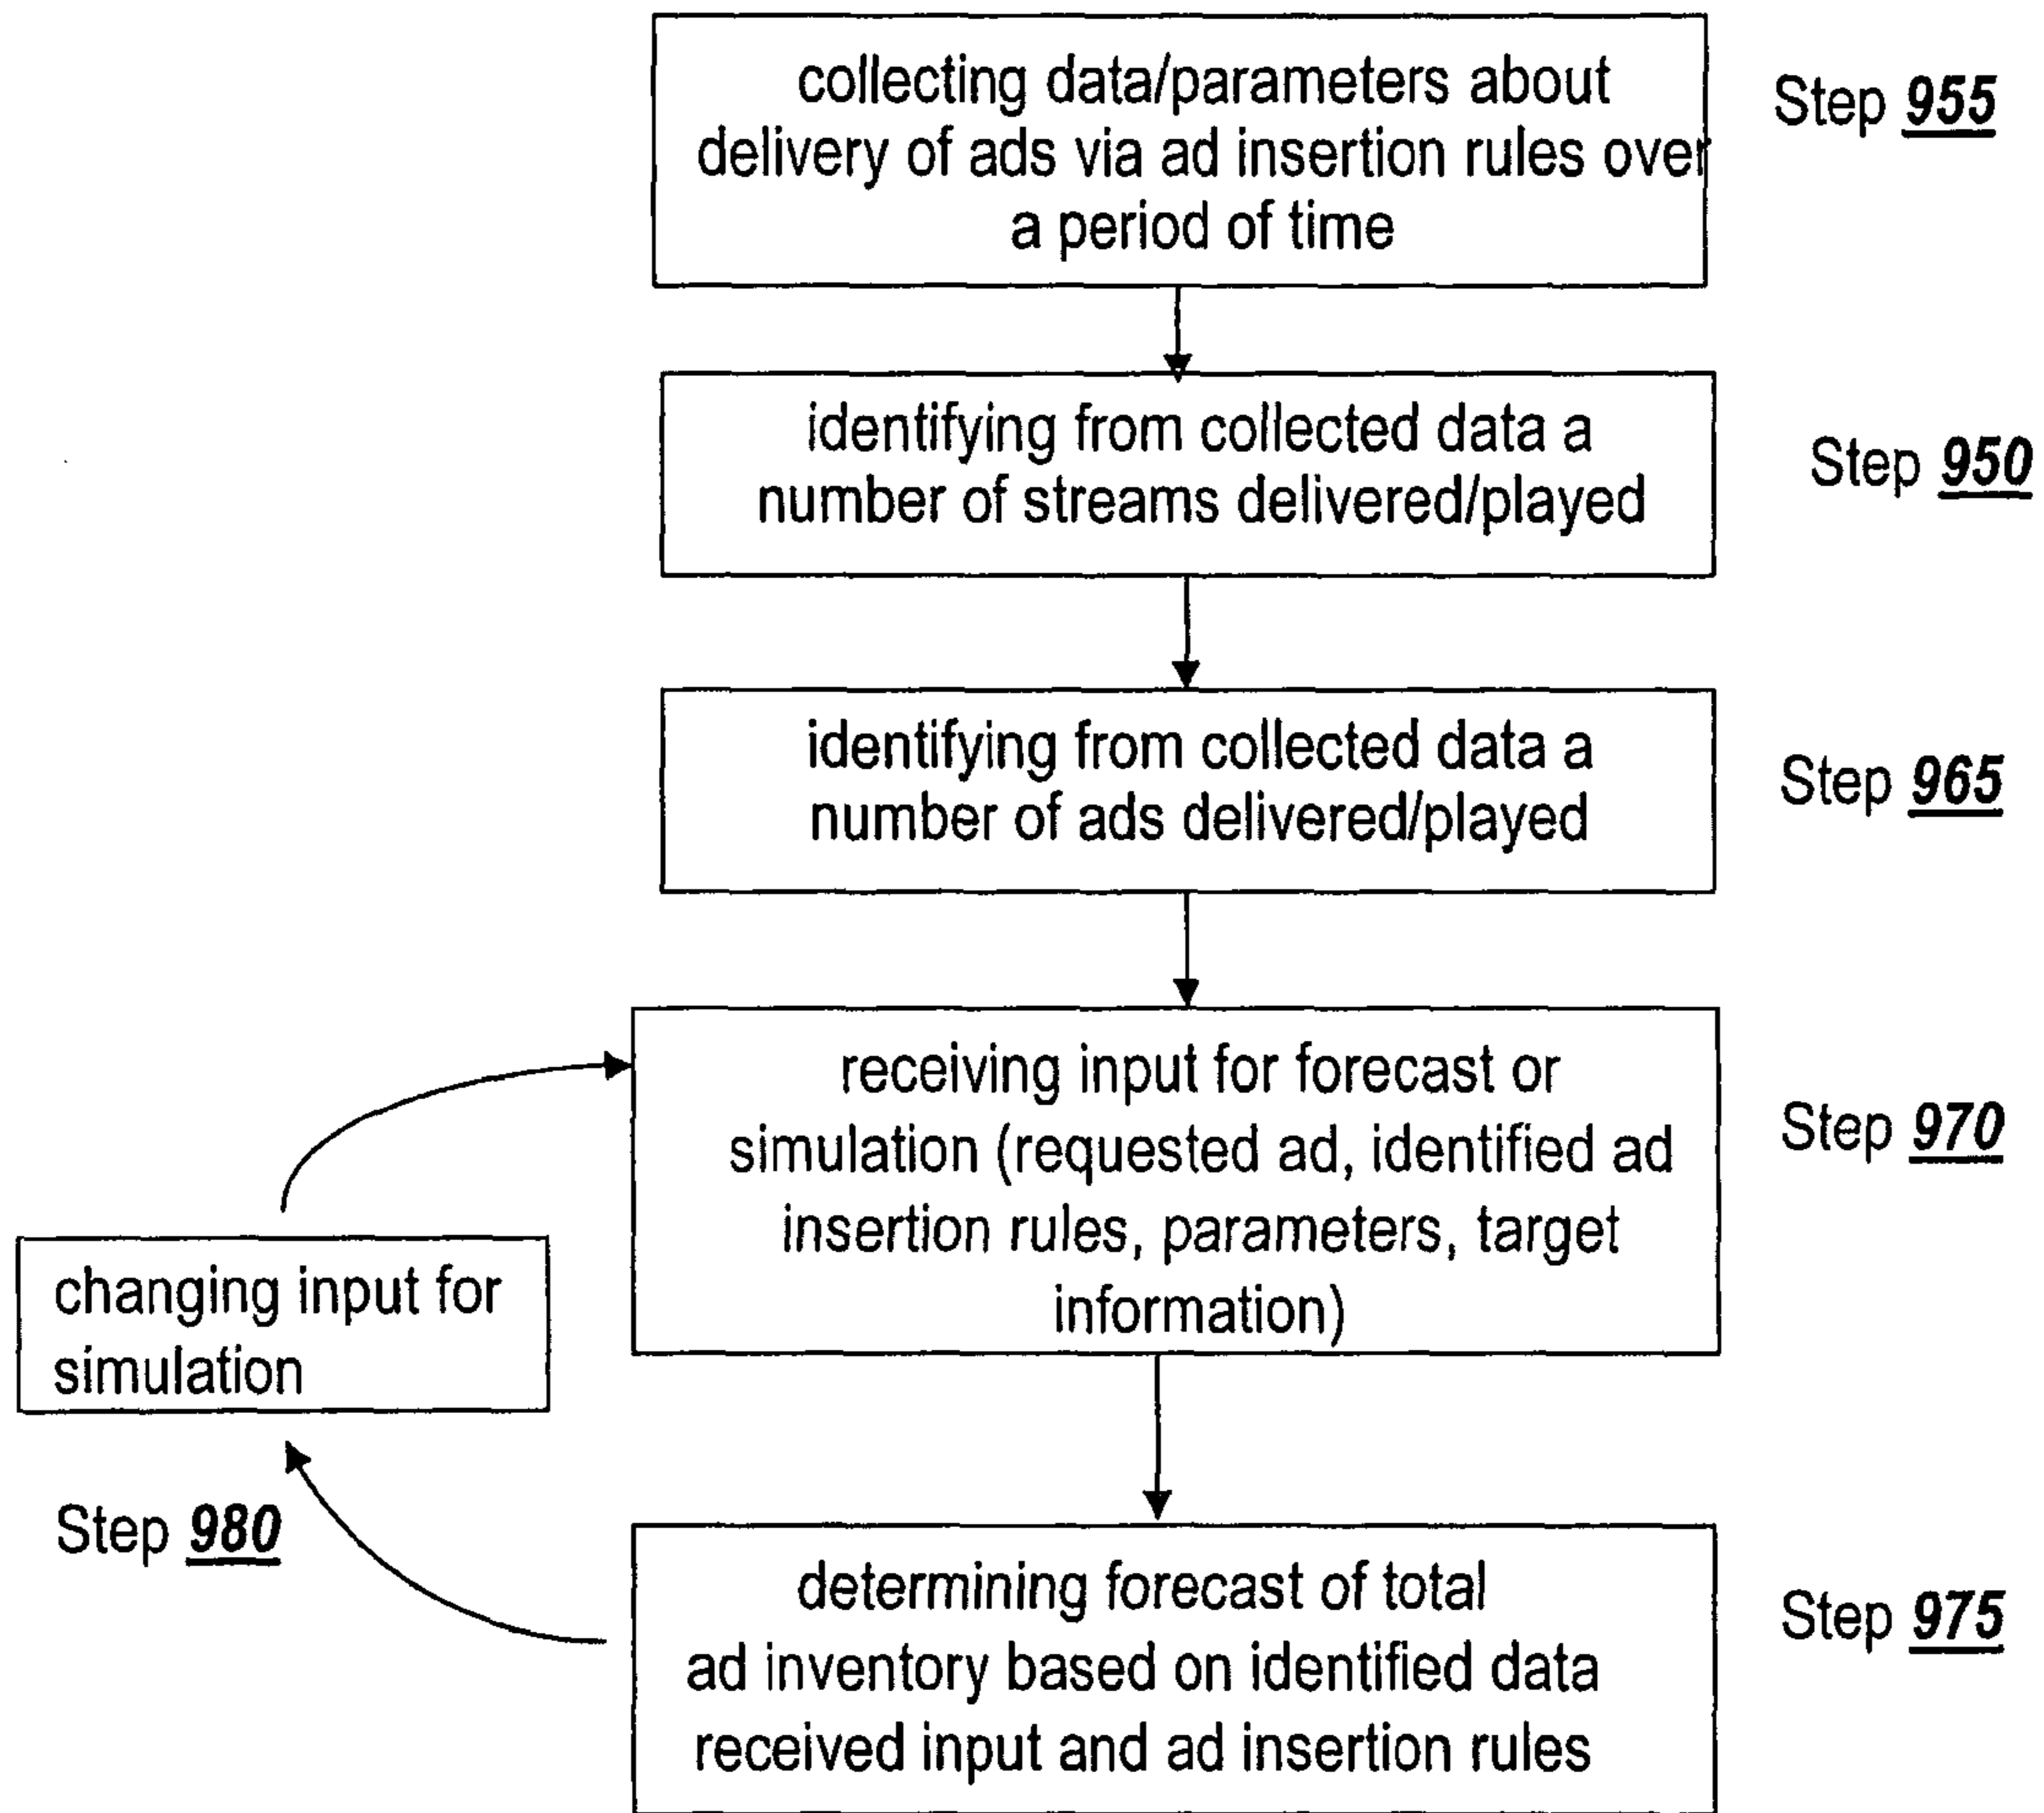 collecting data/parameters about
delivery of ads via ad insertion rules over
a period of time
Step 955
identifying from collected data a
number of streams delivered/played
Step 950
identifying from collected data a
number of ads delivered/played
Step 965
receiving input for forecast or
simulation (requested ad, identified ad
insertion rules, parameters, target
information)
Step 970
changing input for
simulation
Step 980
determining forecast of total
ad inventory based on identified data
received input and ad insertion rules
Step 975